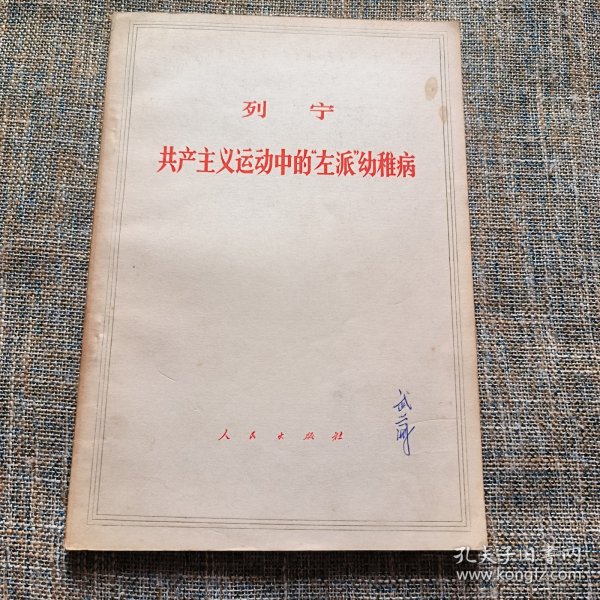 列 宁
共产主义运动中的“左派”幼稚病
人民出版社
孔夫子旧书网
www.kongfz.com